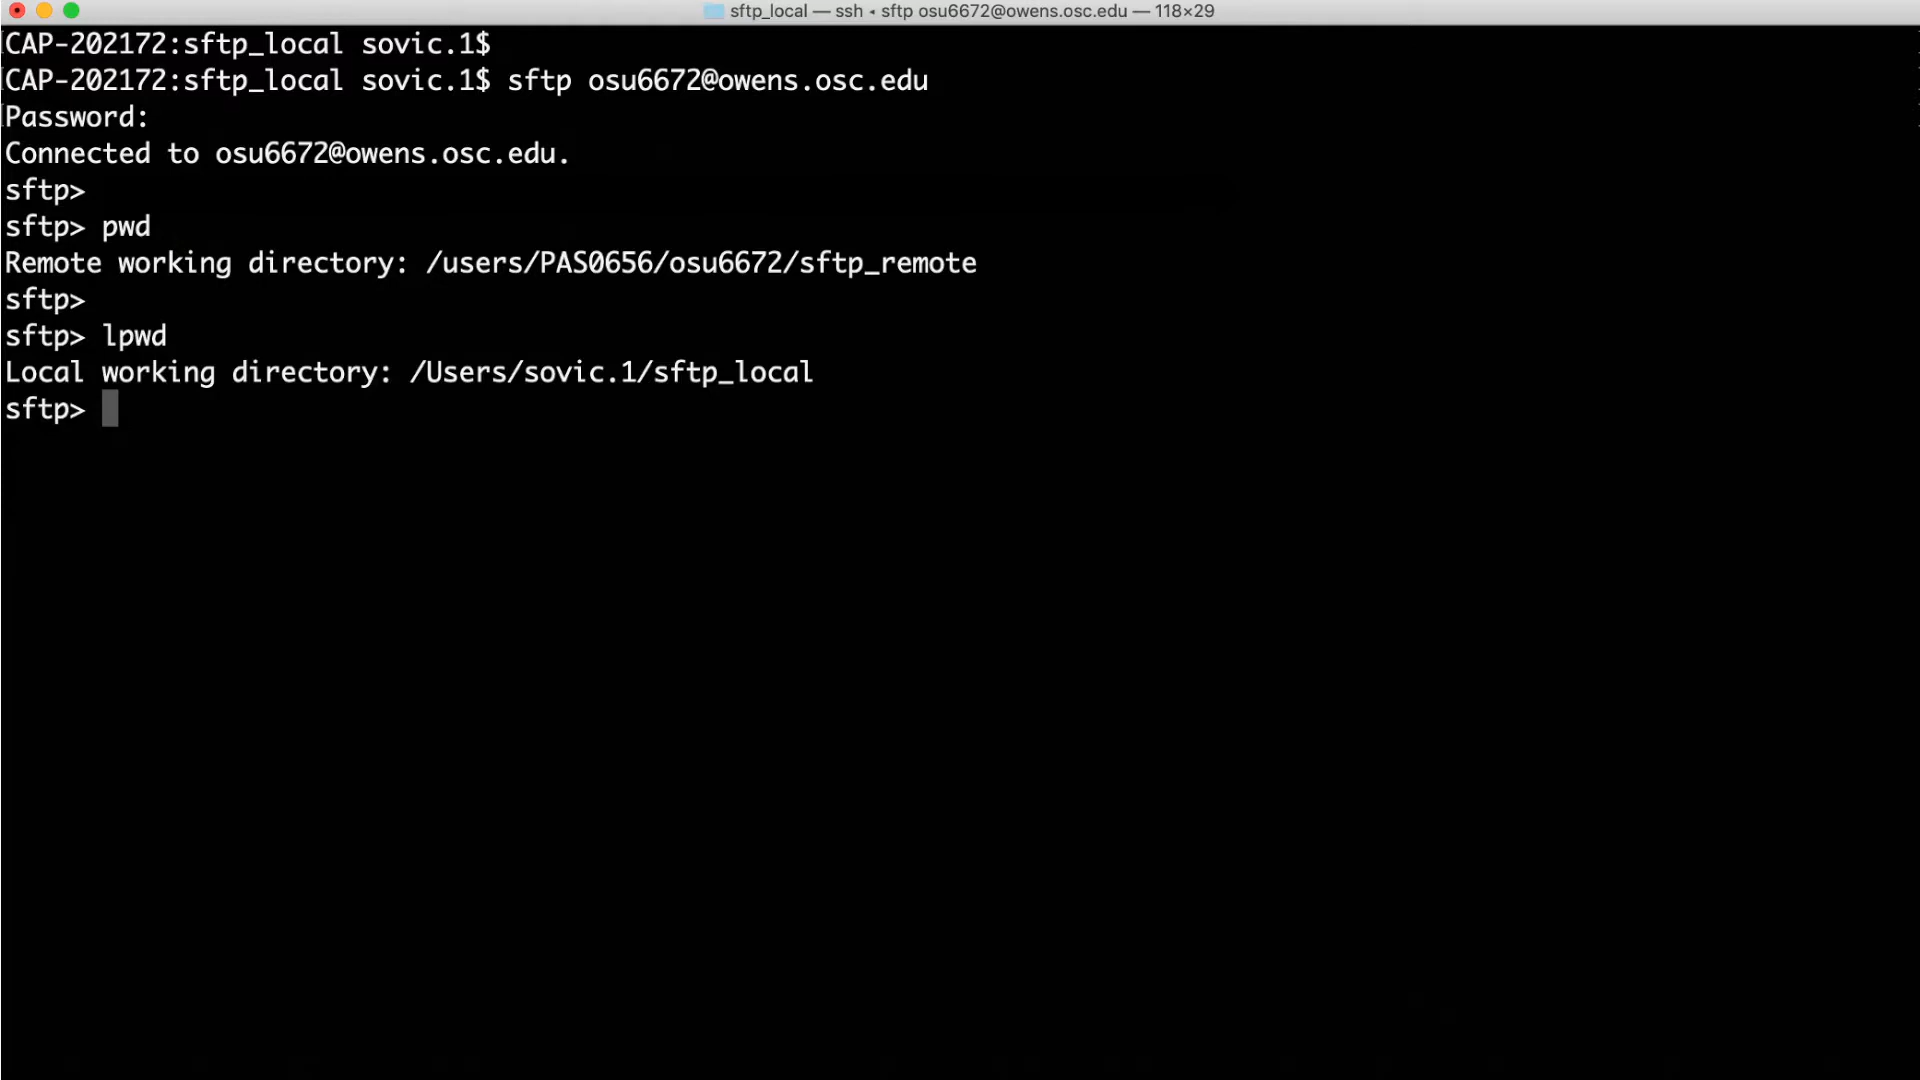 sftp_local — ssh ◂ sftp osu6672@owens.osc.edu — 118×29
CAP-202172:sftp_local sovic.1$
CAP-202172:sftp_local sovic.1$ sftp osu6672@owens.osc.edu
Password:
Connected to osu6672@owens.osc.edu.
sftp>
sftp> pwd
Remote working directory: /users/PAS0656/osu6672/sftp_remote
sftp>
sftp> lpwd
Local working directory: /Users/sovic.1/sftp_local
sftp>